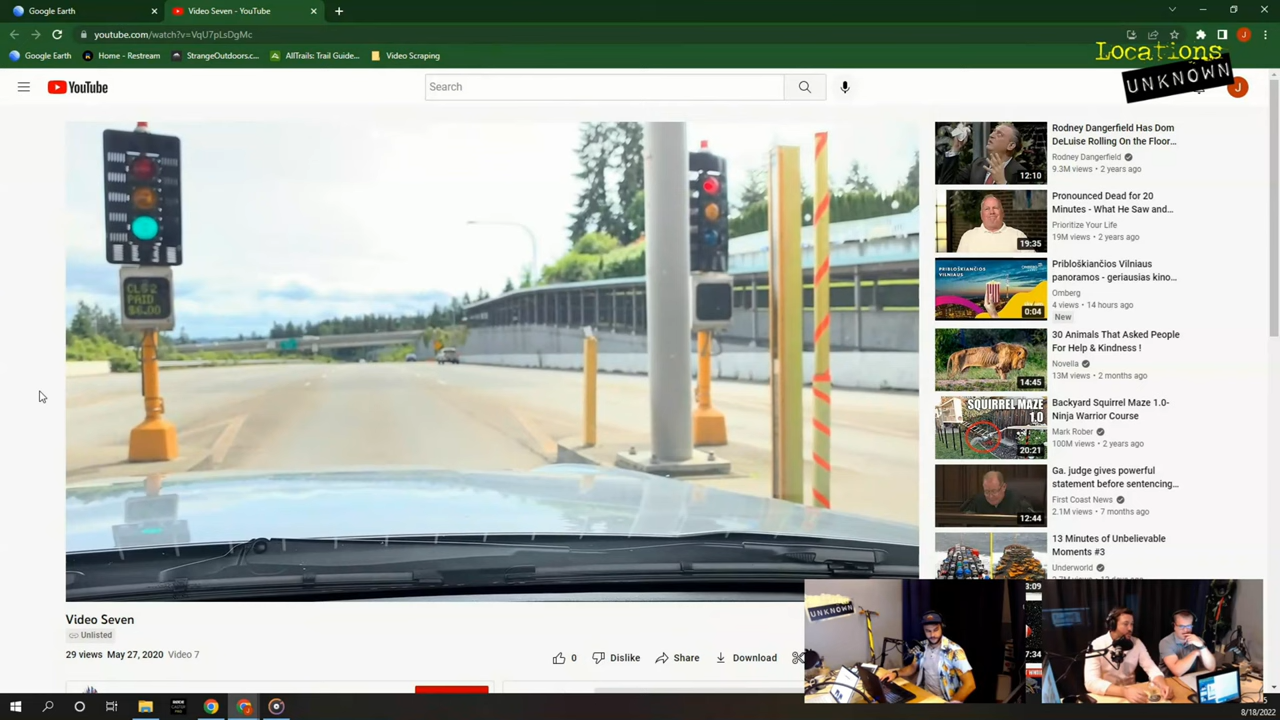 Google Earth
Video Seven - YouTube
youtube.com/watch?v=VqU7pLsDgMc
Google Earth
Home - Restream
StrangeOutdoors.c...
AllTrails: Trail Guide...
Video Scraping
Locations
UNKNOWN
YouTube
Search
J
CLS2
PAID
$6.00
Rodney Dangerfield Has Dom
DeLuise Rolling On the Floor...
Rodney Dangerfield
9.3M views • 2 years ago
12:10
Pronounced Dead for 20
Minutes - What He Saw and...
Prioritize Your Life
19M views • 2 years ago
19:35
PRIBLOŠKIANČIOS
VILNIAUS
Pribloškiančios Vilniaus
panoramos - geriausias kino...
Omberg
4 views • 14 hours ago
New
0:04
30 Animals That Asked People
For Help & Kindness !
Novella
13M views • 2 months ago
14:45
SQUIRREL MAZE
1.0
Backyard Squirrel Maze 1.0-
Ninja Warrior Course
Mark Rober
100M views • 2 years ago
20:21
Ga. judge gives powerful
statement before sentencing...
First Coast News
2.1M views • 7 months ago
12:44
13 Minutes of Unbelievable
Moments #3
Underworld
3:09
UNKNOWN
7:34
Video Seven
Unlisted
29 views May 27, 2020 Video 7
0
Dislike
Share
Download
8/18/2022